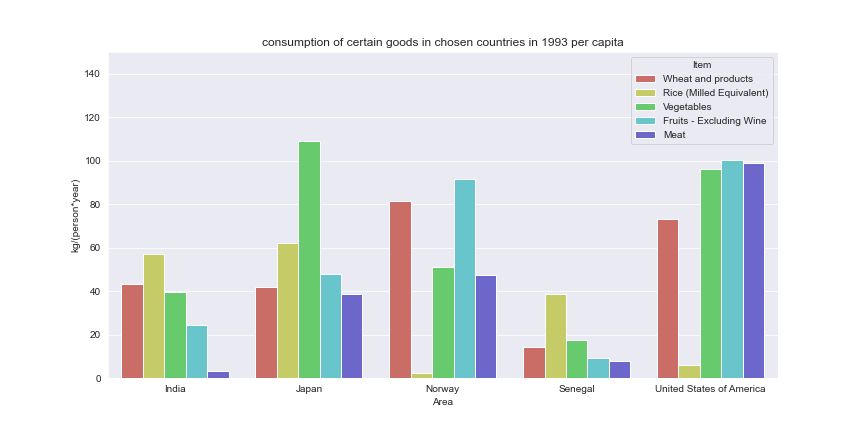 consumption of certain goods in chosen countries in 1993 per capita
Item
Wheat and products
Rice (Milled Equivalent)
Vegetables
Fruits - Excluding Wine
Meat
kg/(person*year)
140
120
100
80
60
40
20
0
India Japan Norway Senegal United States of America
Area